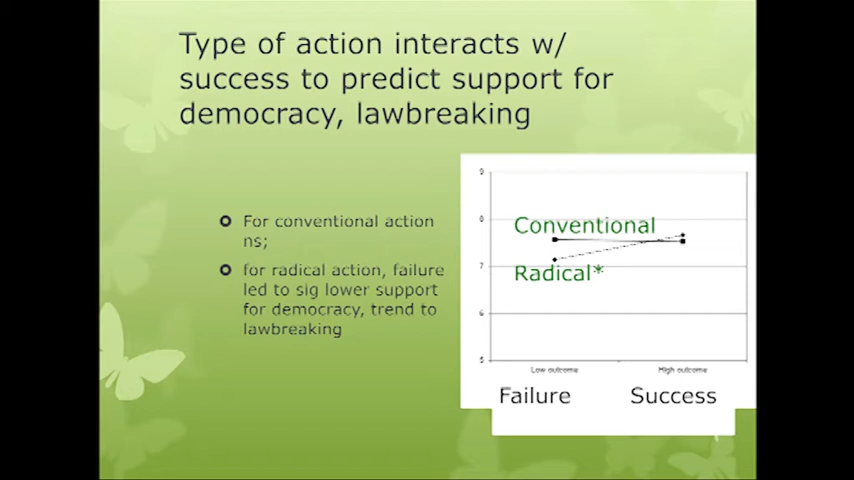 Type of action interacts w/
success to predict support for
democracy, lawbreaking
For conventional action
ns;
for radical action, failure
led to sig lower support
for democracy, trend to
lawbreaking
9
8
7
6
5
Conventional
Radical*
Low outcome
High outcome
Failure
Success